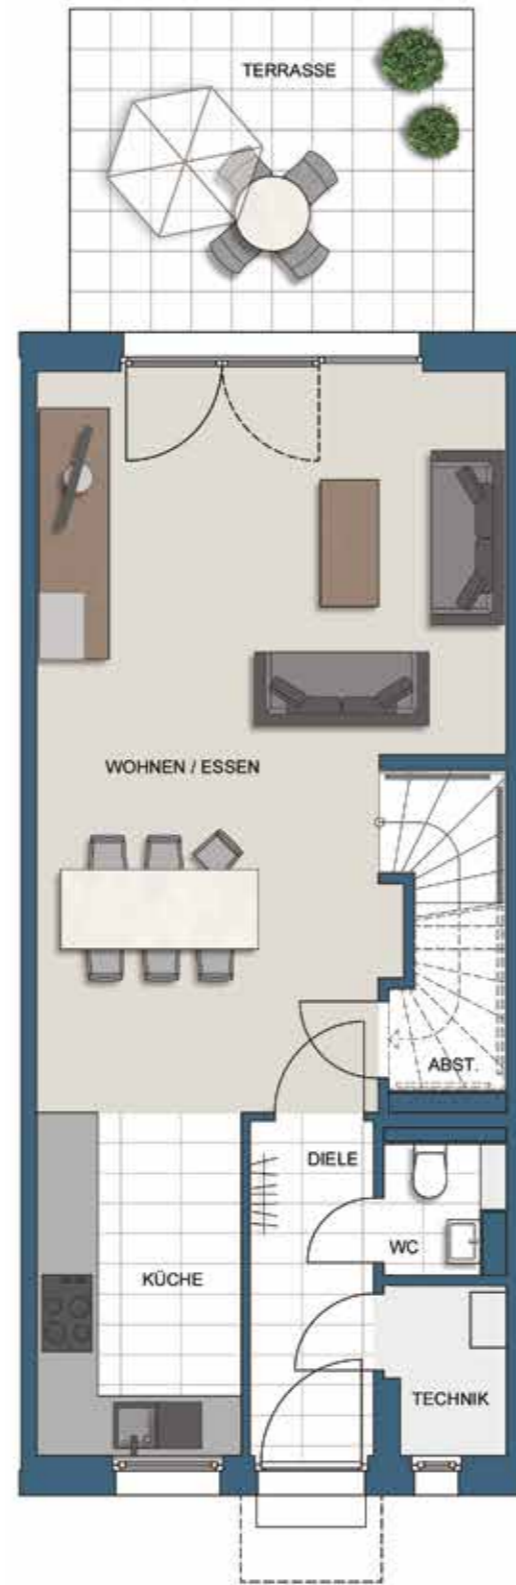 TERRASSE
WOHNEN / ESSEN
ABST.
DIELE
WC
KÜCHE
TECHNIK